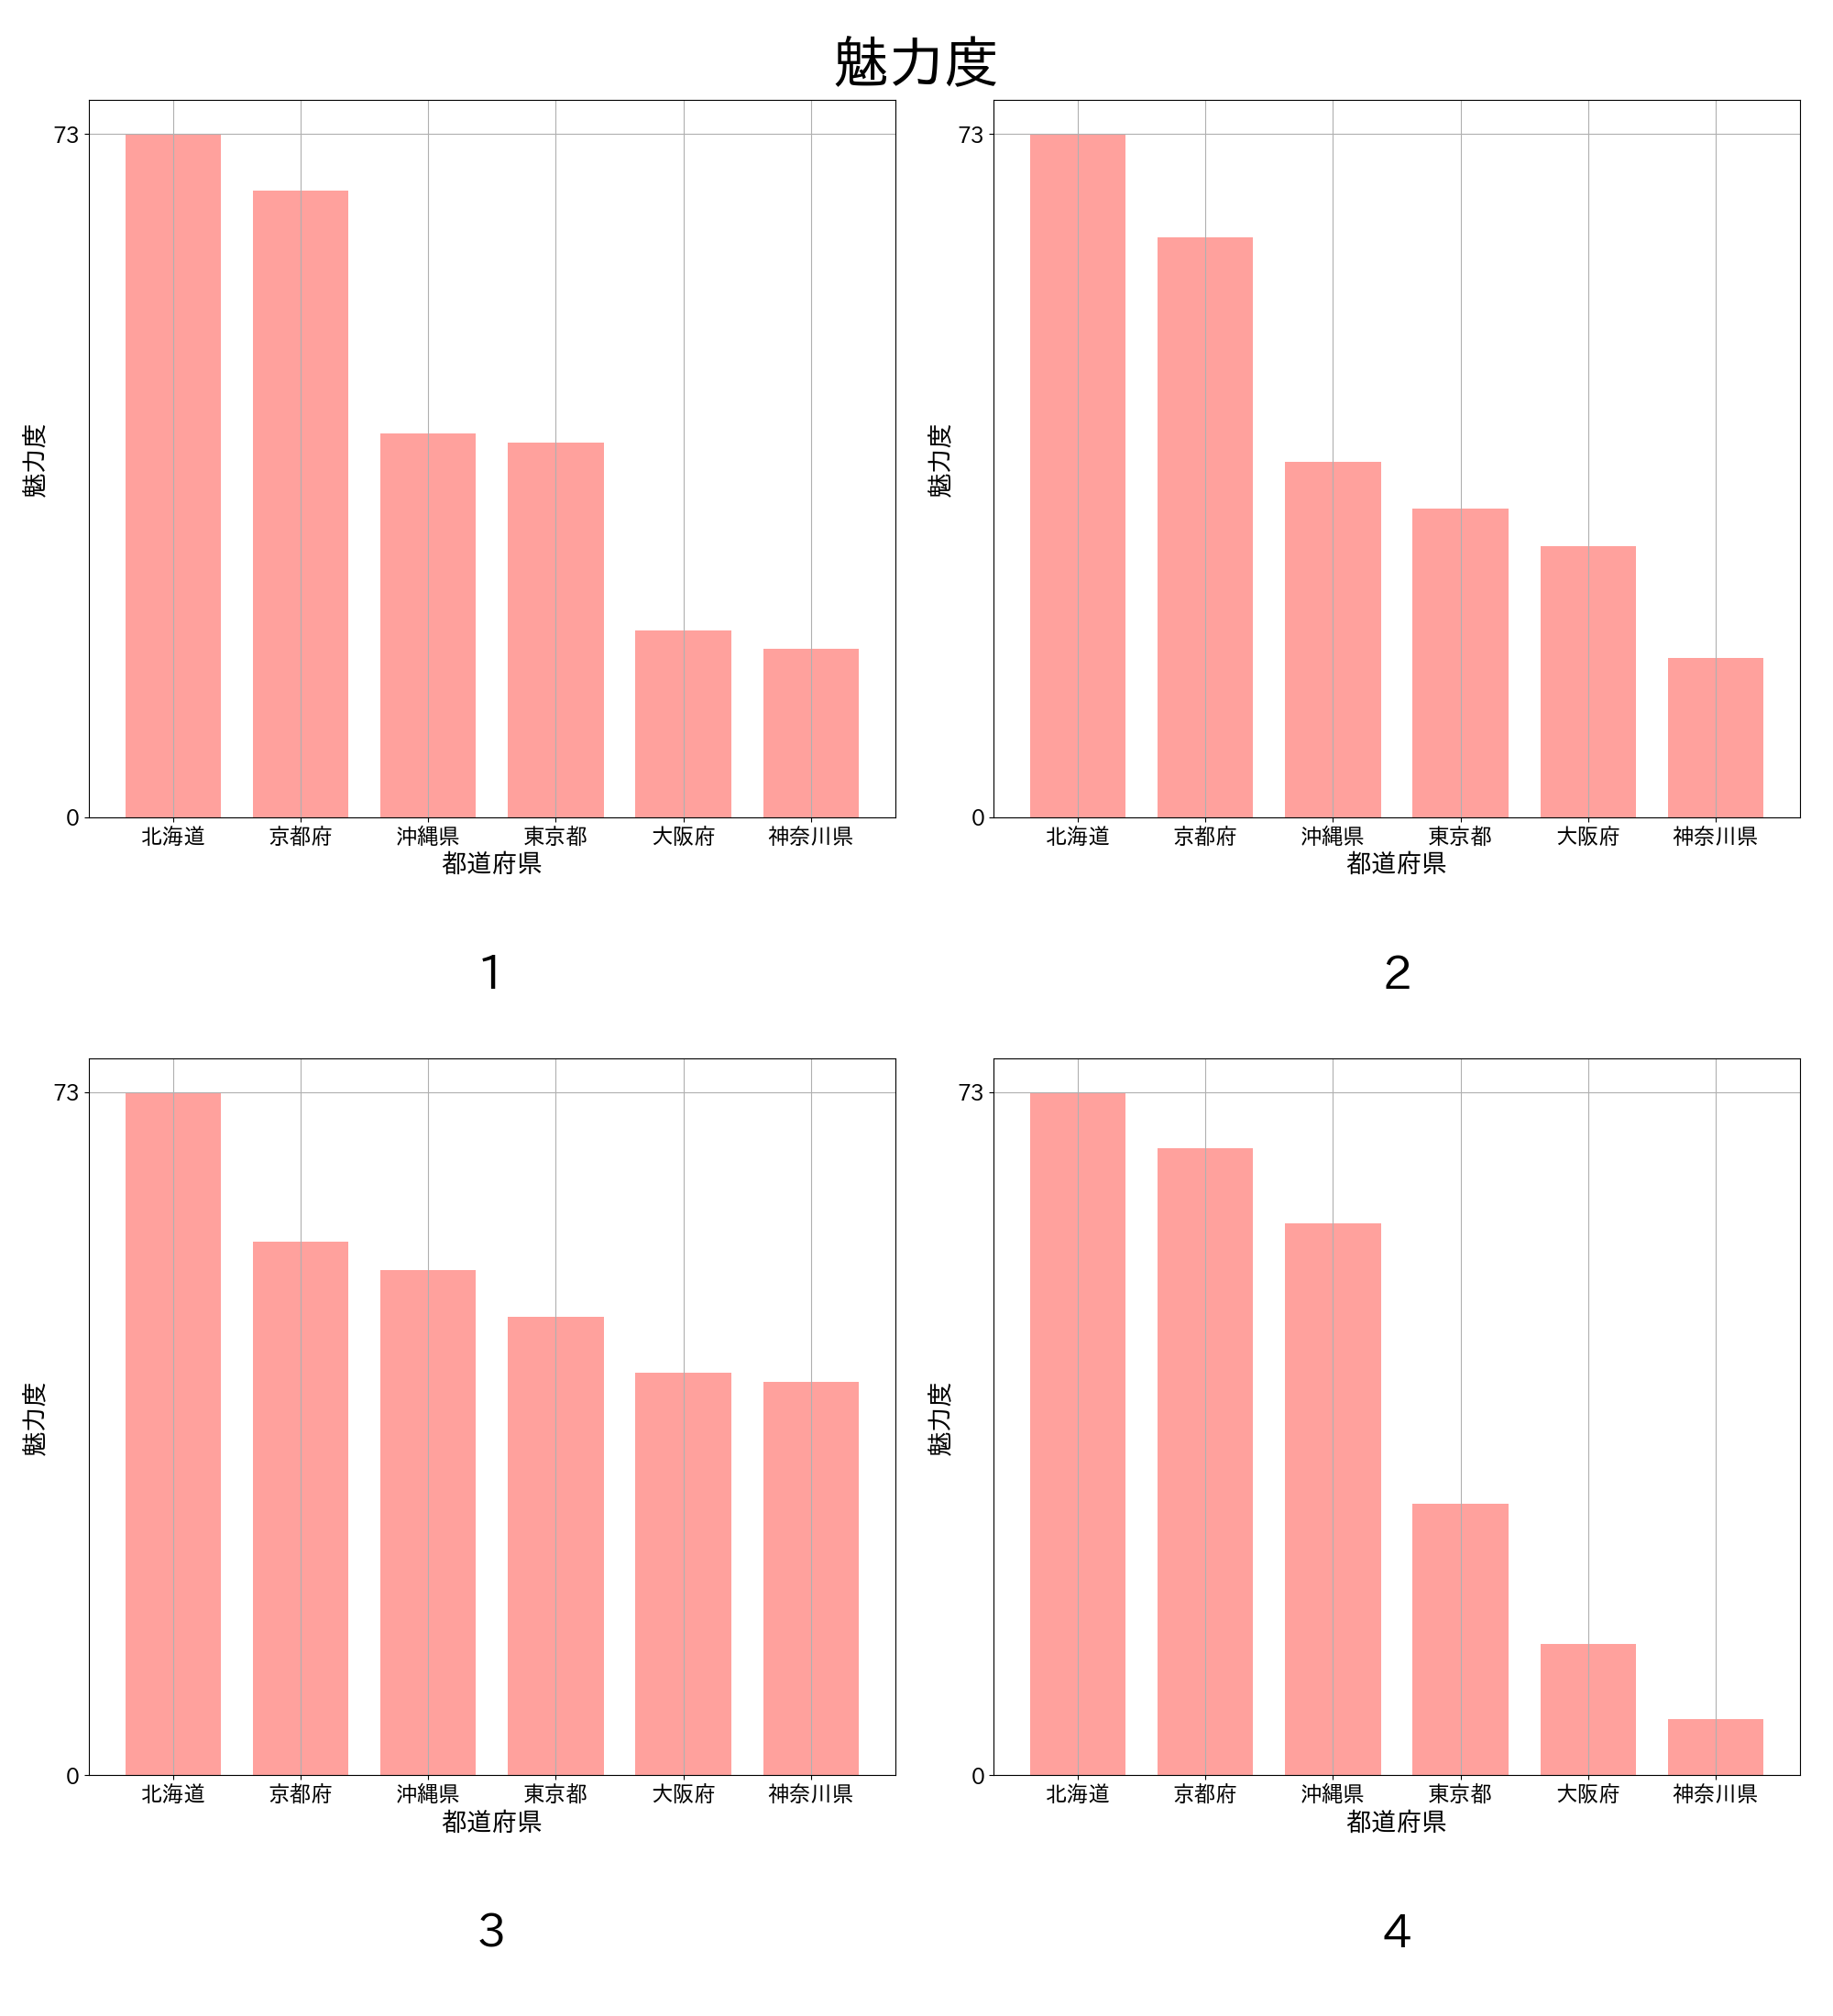 魅力度
73
0
魅力度
北海道 京都府 沖縄県 東京都 大阪府 神奈川県
都道府県
1
73
0
魅力度
北海道 京都府 沖縄県 東京都 大阪府 神奈川県
都道府県
2
73
0
魅力度
北海道 京都府 沖縄県 東京都 大阪府 神奈川県
都道府県
3
73
0
魅力度
北海道 京都府 沖縄県 東京都 大阪府 神奈川県
都道府県
4